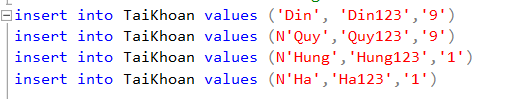 insert into TaiKhoan values ('Din', 'Din123','9')
insert into TaiKhoan values (N'Quy','Quy123','9')
insert into TaiKhoan values (N'Hung','Hung123','1')
insert into TaiKhoan values (N'Ha','Ha123','1')